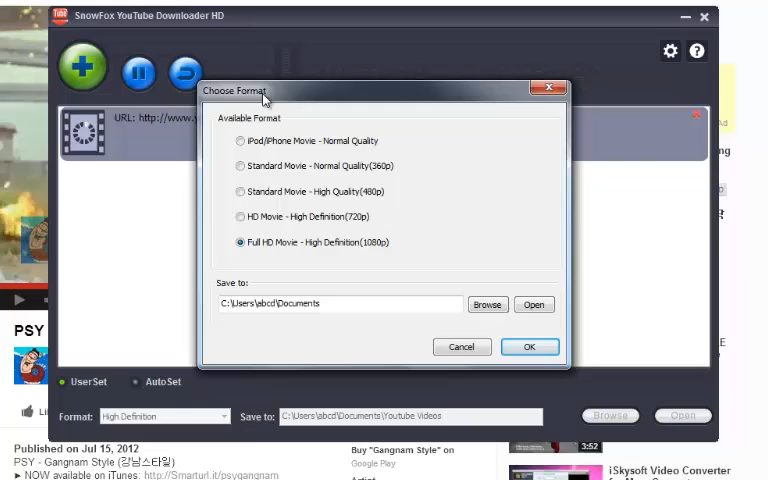 SnowFox YouTube Downloader HD
URL: http://www.
Choose Format
Available Format
iPod/iPhone Movie - Normal Quality
Standard Movie - Normal Quality(360p)
Standard Movie - High Quality(480p)
HD Movie - High Definition(720p)
Full HD Movie - High Definition(1080p)
Save to:
C:\Users\abcd\Documents
Browse
Open
Cancel
OK
Ad
PSY
UserSet
AutoSet
Format:
High Definition
Save to:
C:\Users\abcd\Documents\Youtube Videos
Browse
Open
Published on Jul 15, 2012
PSY - Gangnam Style (강남스타일)
► NOW available on iTunes: http://Smarturl.it/psygangnam
Buy "Gangnam Style" on
Google Play
Artist
3:52
iSkysoft Video Converter